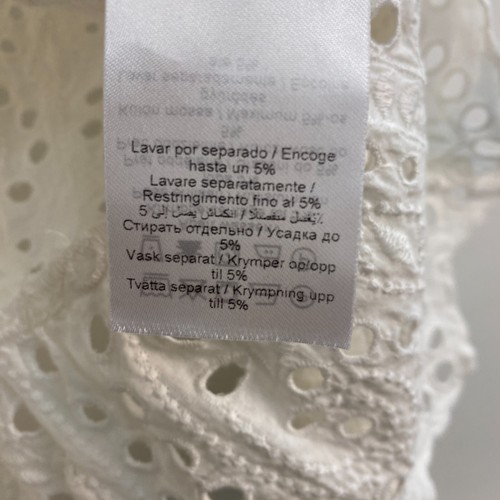 Lavar por separado / Encoge
hasta un 5%
Lavare separatamente /
Restringimento fino al 5%
يُغسل منفصلاً / انكماش يصل إلى 5٪
Стирать отдельно / Усадка до
5%
Vask separat / Krymper op/opp
til 5%
Tvätta separat / Krympning upp
till 5%